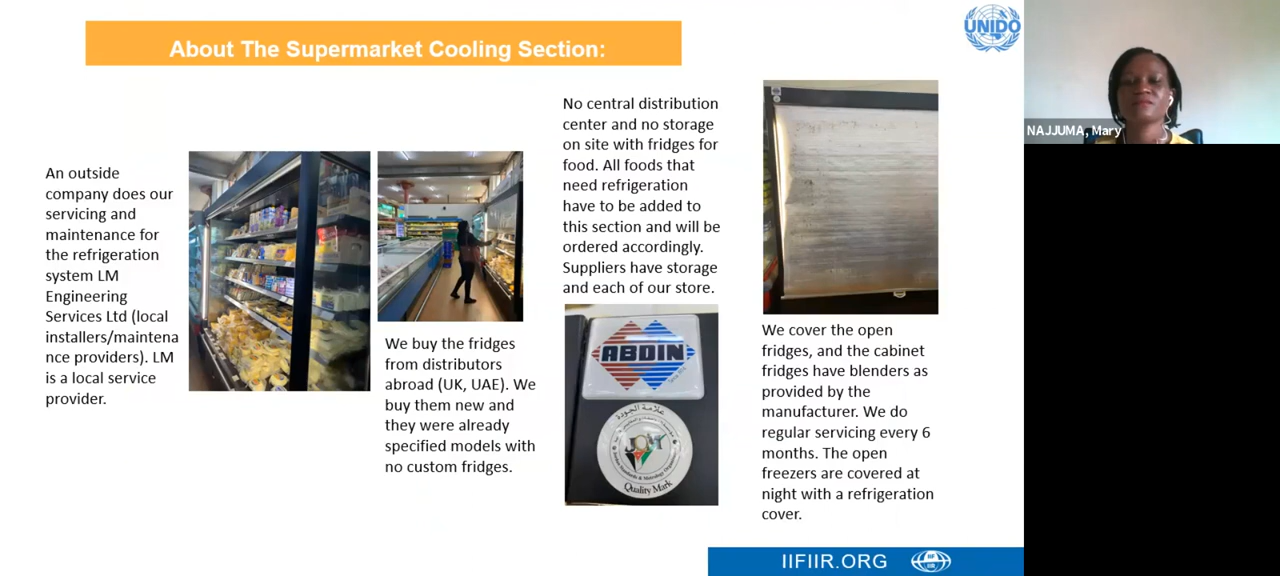 About The Supermarket Cooling Section:
UNIDO
NAJJUMA, Mary
An outside
company does our
servicing and
maintenance for
the refrigeration
system LM
Engineering
Services Ltd (local
installers/maintena
nce providers). LM
is a local service
provider.
We buy the fridges
from distributors
abroad (UK, UAE). We
buy them new and
they were already
specified models with
no custom fridges.
No central distribution
center and no storage
on site with fridges for
food. All foods that
need refrigeration
have to be added to
this section and will be
ordered accordingly.
Suppliers have storage
and each of our store.
ABDIN
علامة الجودة
JQM
Quality Mark
We cover the open
fridges, and the cabinet
fridges have blenders as
provided by the
manufacturer. We do
regular servicing every 6
months. The open
freezers are covered at
night with a refrigeration
cover.
IIFIIR.ORG